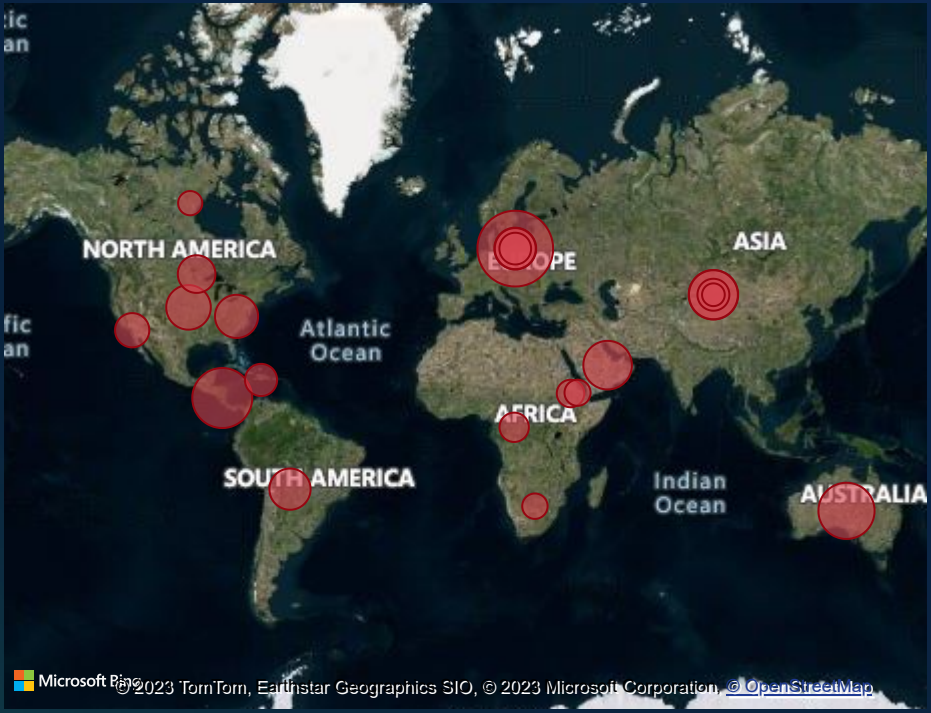 NORTH AMERICA
ASIA
EUROPE
Atlantic
Ocean
AFRICA
SOUTH AMERICA
Indian
Ocean
AUSTRALIA
Microsoft Bing
© 2023 TomTom, Earthstar Geographics SIO, © 2023 Microsoft Corporation, © OpenStreetMap